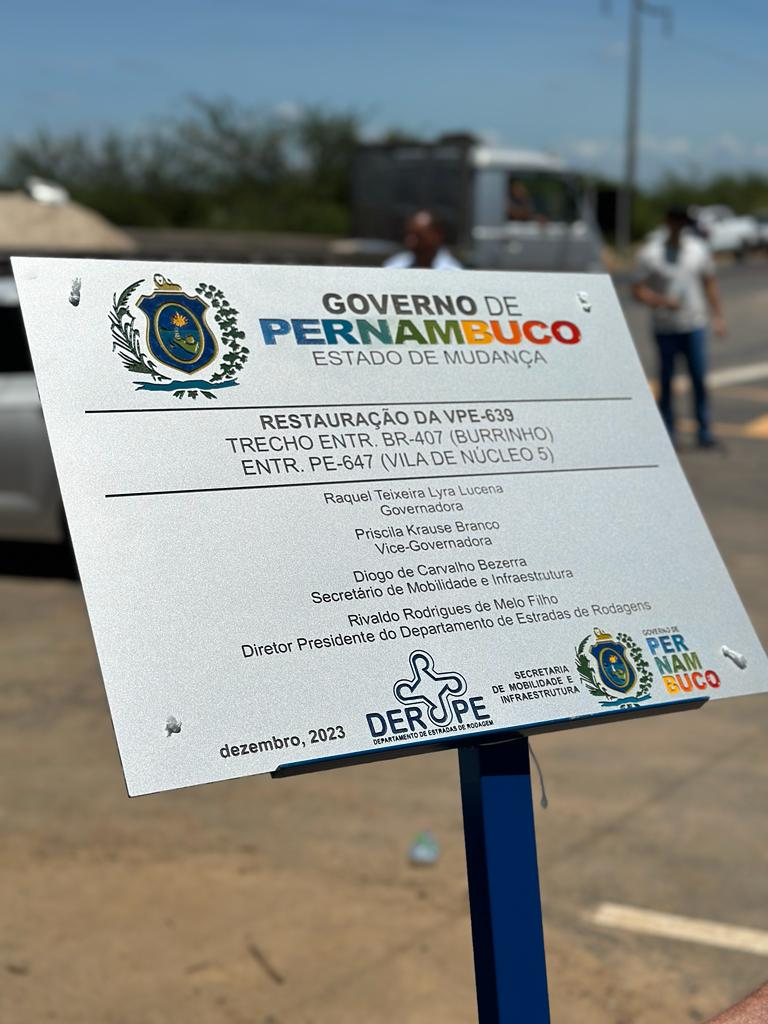 GOVERNO DE
PERNAMBUCO
ESTADO DE MUDANÇA
RESTAURAÇÃO DA VPE-639
TRECHO ENTR. BR-407 (BURRINHO)
ENTR. PE-647 (VILA DE NÚCLEO 5)
Raquel Teixeira Lyra Lucena
Governadora
Priscila Krause Branco
Vice-Governadora
Diogo de Carvalho Bezerra
Secretário de Mobilidade e Infraestrutura
Rivaldo Rodrigues de Melo Filho
Diretor Presidente do Departamento de Estradas de Rodagens
dezembro, 2023
DER PE
DEPARTAMENTO DE ESTRADAS DE RODAGEM
SECRETARIA
DE MOBILIDADE E
INFRAESTRUTURA
GOVERNO DE
PER
NAM
BUCO